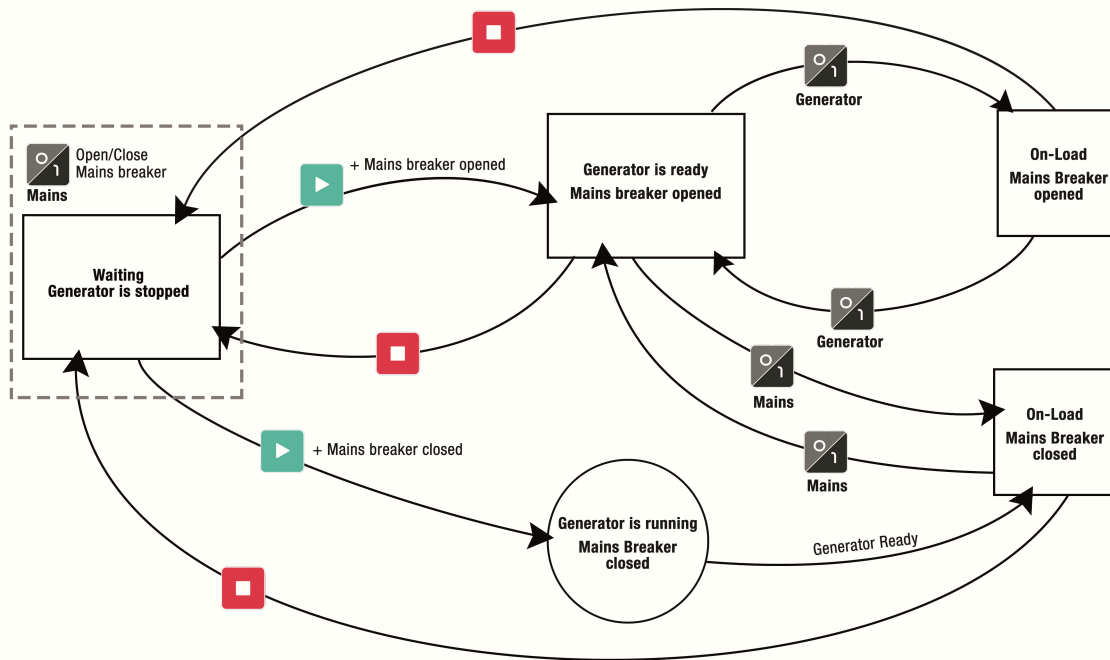 Generator
Open/Close
Mains breaker
Mains
+ Mains breaker opened
Generator is ready
Mains breaker opened
On-Load
Mains Breaker
opened
Waiting
Generator is stopped
Generator
Mains
On-Load
Mains Breaker
closed
+ Mains breaker closed
Mains
Generator is running
Mains Breaker
closed
Generator Ready